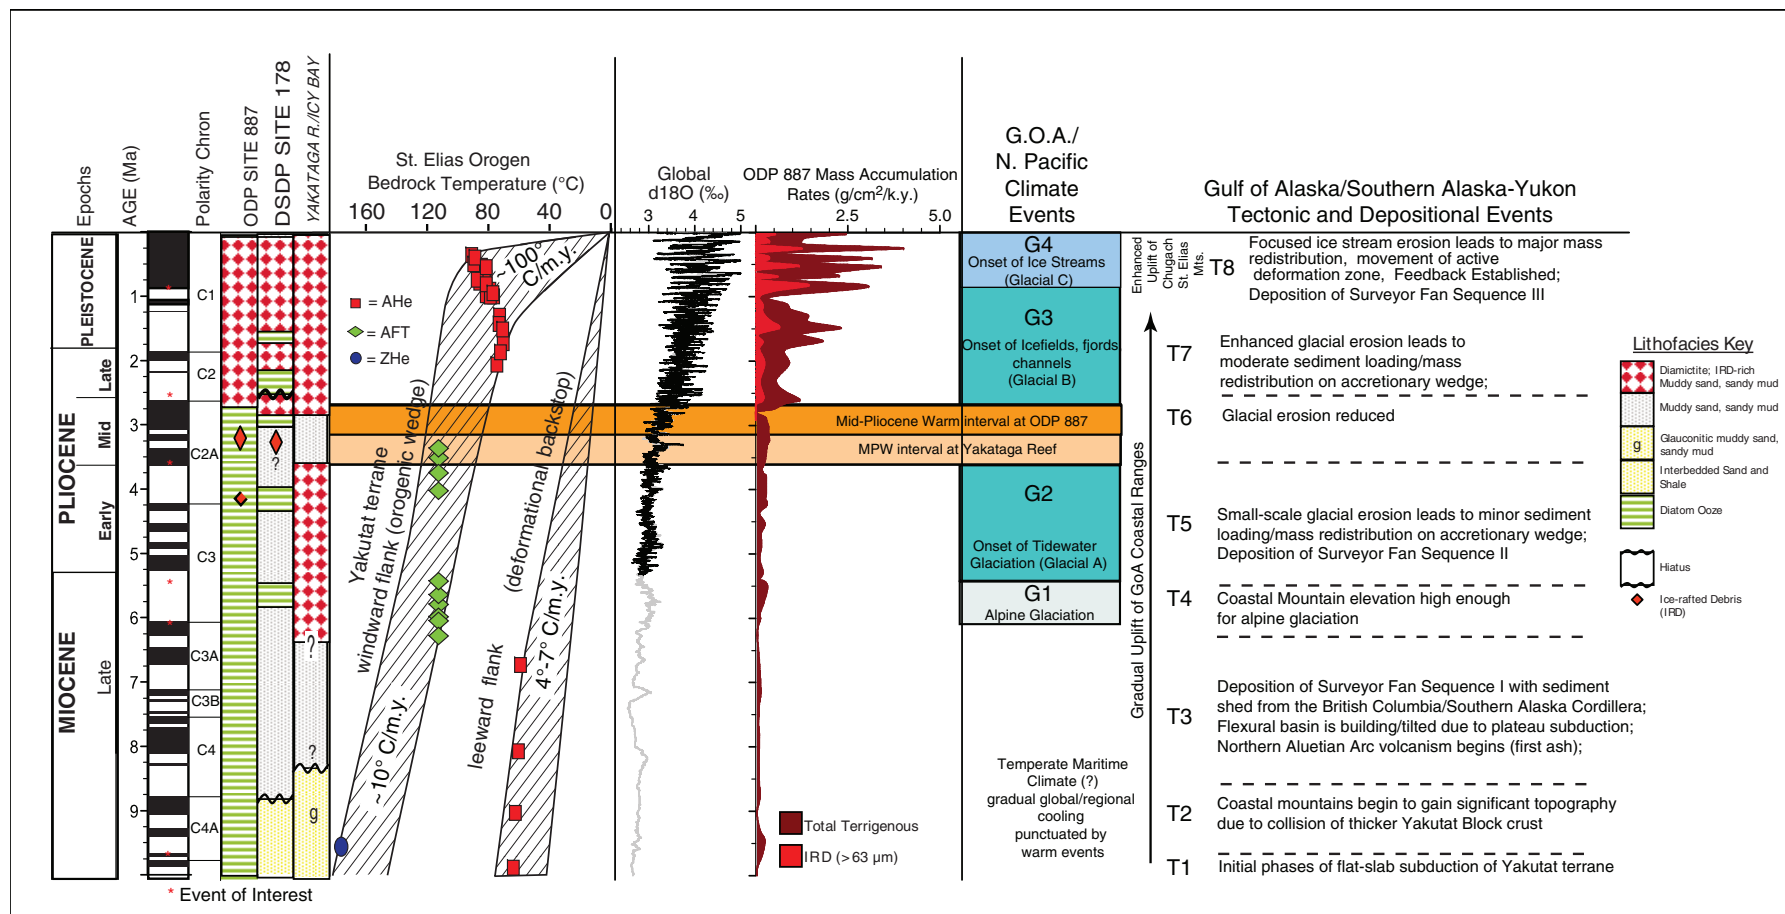 Epochs
AGE (Ma)
Polarity Chron
ODP SITE 887
DSDP SITE 178
YAKATAGA R./ICY BAY
St. Elias Orogen
Bedrock Temperature (°C)
160 120 80 40 0
Global
d18O (‰)
3 4 5
ODP 887 Mass Accumulation
Rates (g/cm2/k.y.)
2.5 5.0
G.O.A./
N. Pacific
Climate
Events
Gulf of Alaska/Southern Alaska-Yukon
Tectonic and Depositional Events
PLEISTOCENE
PLIOCENE
Late
Mid
Early
MIOCENE
Late
1
2
3
4
5
6
7
8
9
*
*
*
*
*
*
C1
C2
C2A
C3
C3A
C3B
C4
C4A
?
?
?
g
= AHe
= AFT
= ZHe
~100°
C/m.y.
Yakutat terrane
windward flank (orogenic wedge)
(deformational backstop)
leeward flank
~10° C/m.y.
4°-7° C/m.y.
Mid-Pliocene Warm interval at ODP 887
MPW interval at Yakataga Reef
Total Terrigenous
IRD (>63 µm)
G4
Onset of Ice Streams
(Glacial C)
G3
Onset of Icefields, fjords,
channels
(Glacial B)
G2
Onset of Tidewater
Glaciation (Glacial A)
G1
Alpine Glaciation
Temperate Maritime
Climate (?)
gradual global/regional
cooling
punctuated by
warm events
Enhanced
Uplift of
Chugach
St. Elias
Mts.
Gradual Uplift of GoA Coastal Ranges
T8
Focused ice stream erosion leads to major mass
redistribution, movement of active
deformation zone, Feedback Established;
Deposition of Surveyor Fan Sequence III
T7
Enhanced glacial erosion leads to
moderate sediment loading/mass
redistribution on accretionary wedge;
T6
Glacial erosion reduced
T5
Small-scale glacial erosion leads to minor sediment
loading/mass redistribution on accretionary wedge;
Deposition of Surveyor Fan Sequence II
T4
Coastal Mountain elevation high enough
for alpine glaciation
T3
Deposition of Surveyor Fan Sequence I with sediment
shed from the British Columbia/Southern Alaska Cordillera;
Flexural basin is building/tilted due to plateau subduction;
Northern Aluetian Arc volcanism begins (first ash);
T2
Coastal mountains begin to gain significant topography
due to collision of thicker Yakutat Block crust
T1
Initial phases of flat-slab subduction of Yakutat terrane
Lithofacies Key
Diamictite; IRD-rich
Muddy sand, sandy mud
Muddy sand, sandy mud
g
Glauconitic muddy sand,
sandy mud
Interbedded Sand and
Shale
Diatom Ooze
Hiatus
Ice-rafted Debris
(IRD)
* Event of Interest